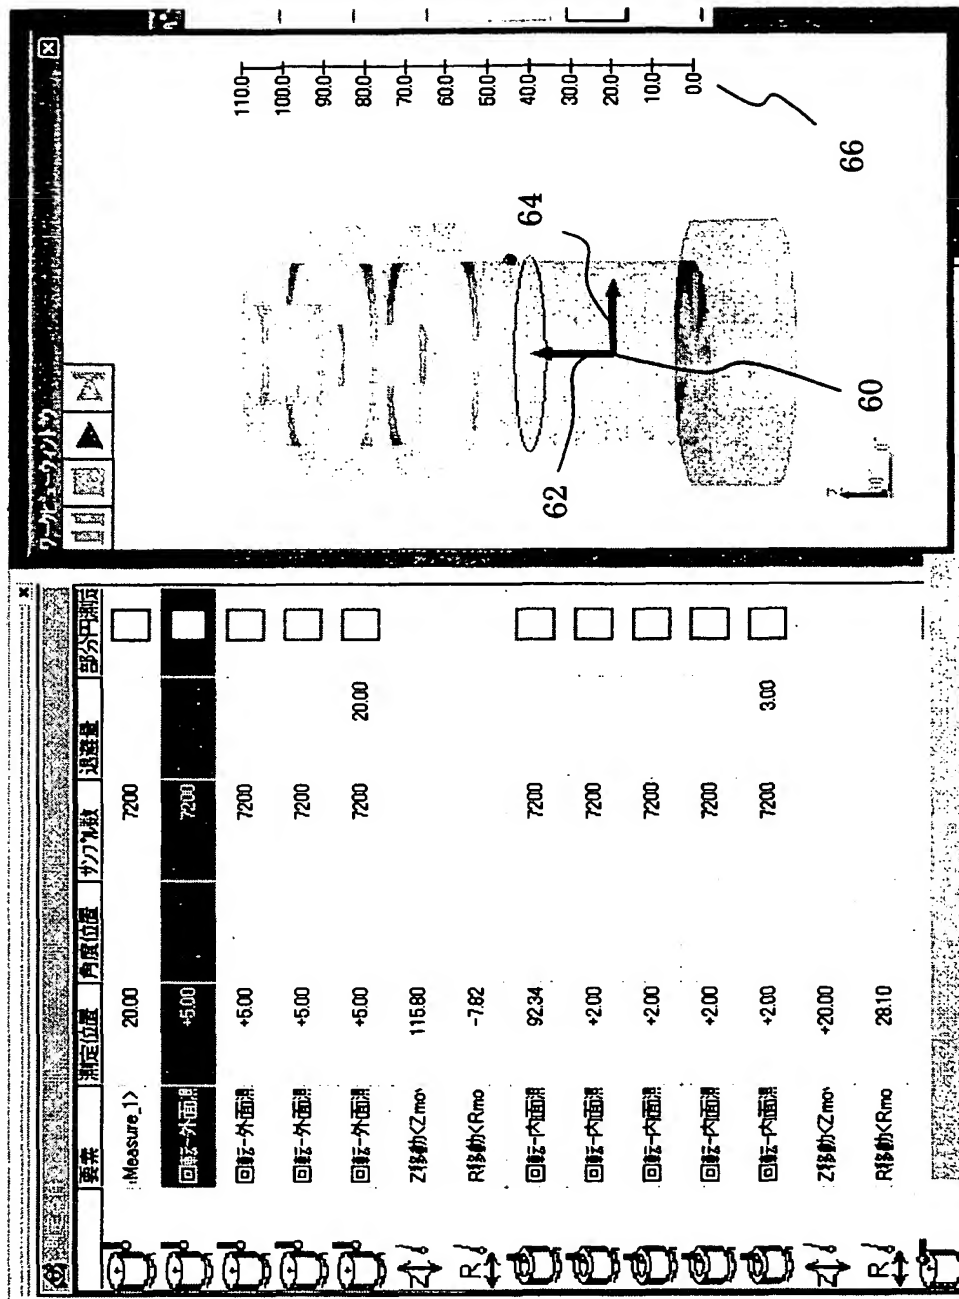 要素 測定位置 角度位置 サンプル数 退避量 部分円測定
:Measure_1> 20.00 7200
回転-外面測 +5.00 7200
回転-外面測 +5.00 7200
回転-外面測 +5.00 7200
回転-外面測 +5.00 7200 20.00
Z Z移動<Zmov 115.80
R R移動<Rmo -7.82
回転-内面測 92.34 7200
回転-内面測 +2.00 7200
回転-内面測 +2.00 7200
回転-内面測 +2.00 7200
回転-内面測 +2.00 7200 3.00
Z Z移動<Zmov +20.00
R R移動<Rmo 28.10
ワークビューウィンドウ
110.0
100.0
90.0
80.0
70.0
60.0
50.0
40.0
30.0
20.0
10.0
0.0
62
64
60
66
Z